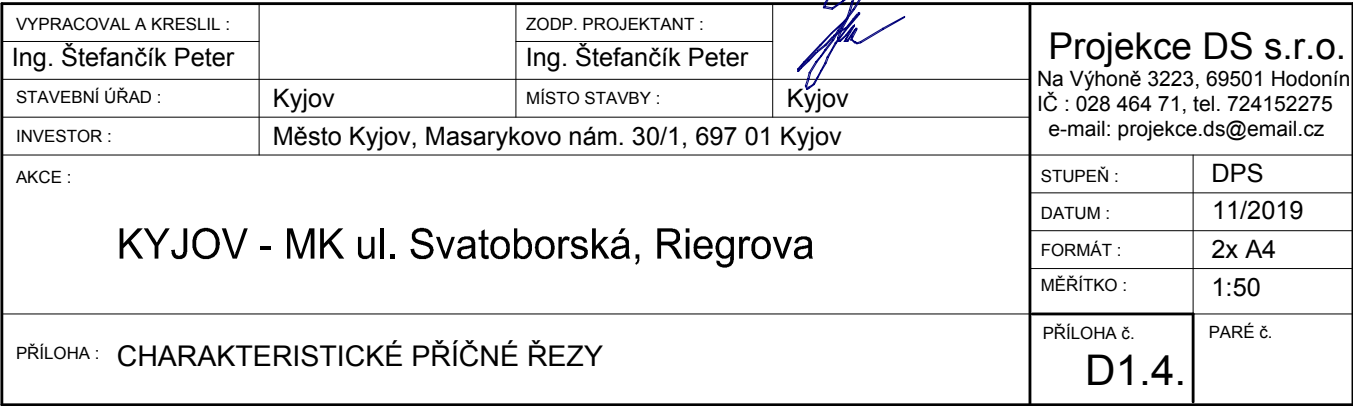 VYPRACOVAL A KRESLIL :
Ing. Štefančík Peter
ZODP. PROJEKTANT :
Ing. Štefančík Peter
STAVEBNÍ ÚŘAD :
Kyjov
MÍSTO STAVBY :
Kyjov
INVESTOR :
Město Kyjov, Masarykovo nám. 30/1, 697 01 Kyjov
Projekce DS s.r.o.
Na Výhoně 3223, 69501 Hodonín
IČ : 028 464 71, tel. 724152275
e-mail: projekce.ds@email.cz
AKCE :
KYJOV - MK ul. Svatoborská, Riegrova
STUPEŇ :
DPS
DATUM :
11/2019
FORMÁT :
2x A4
MĚŘÍTKO :
1:50
PŘÍLOHA :
CHARAKTERISTICKÉ PŘÍČNÉ ŘEZY
PŘÍLOHA č.
D1.4.
PARÉ č.